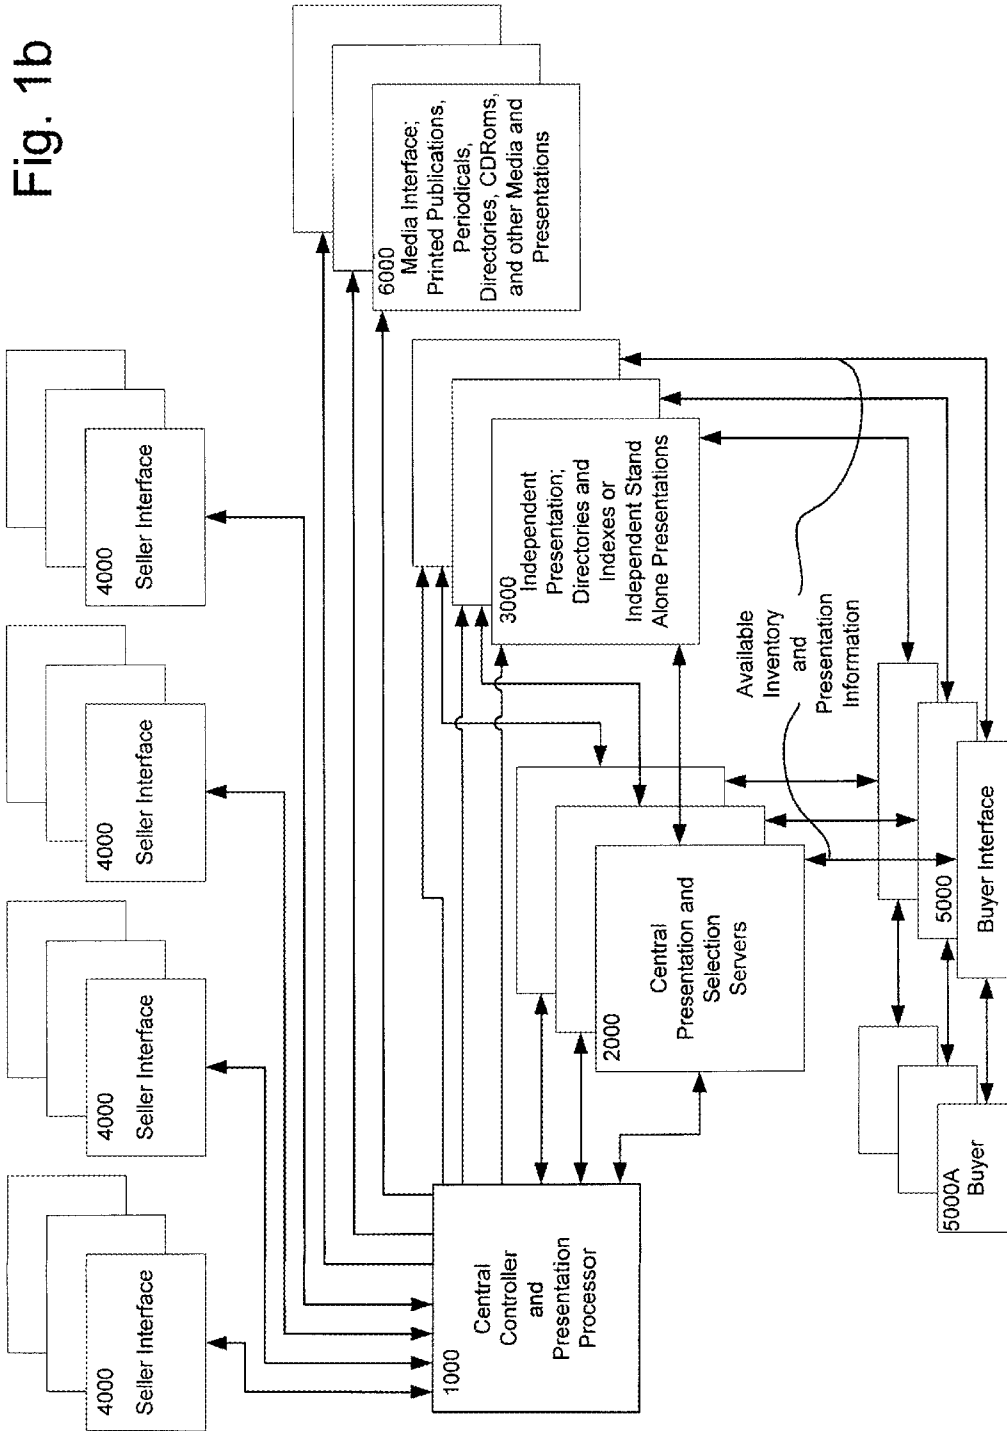 Fig. 1b
4000
Seller Interface
4000
Seller Interface
4000
Seller Interface
4000
Seller Interface
6000
Media Interface;
Printed Publications,
Periodicals,
Directories, CDRoms,
and other Media and
Presentations
1000
Central
Controller
and
Presentation
Processor
3000
Independent
Presentation;
Directories and
Indexes or
Independent Stand
Alone Presentations
2000
Central
Presentation and
Selection
Servers
Available
Inventory
and
Presentation
Information
5000A
Buyer
5000
Buyer Interface